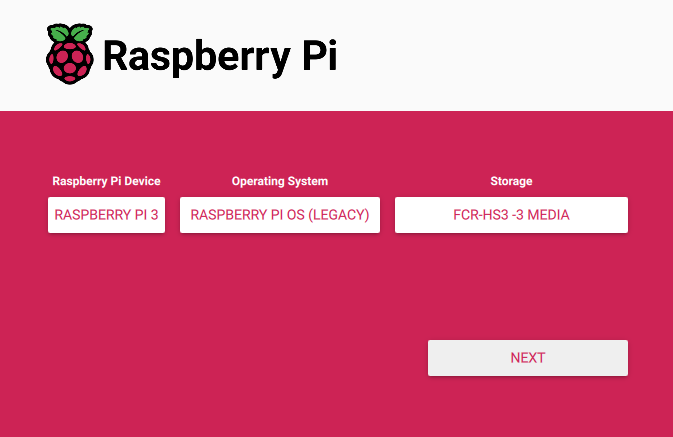 Raspberry Pi
Raspberry Pi Device Operating System Storage
RASPBERRY PI 3 RASPBERRY PI OS (LEGACY) FCR-HS3 -3 MEDIA
NEXT